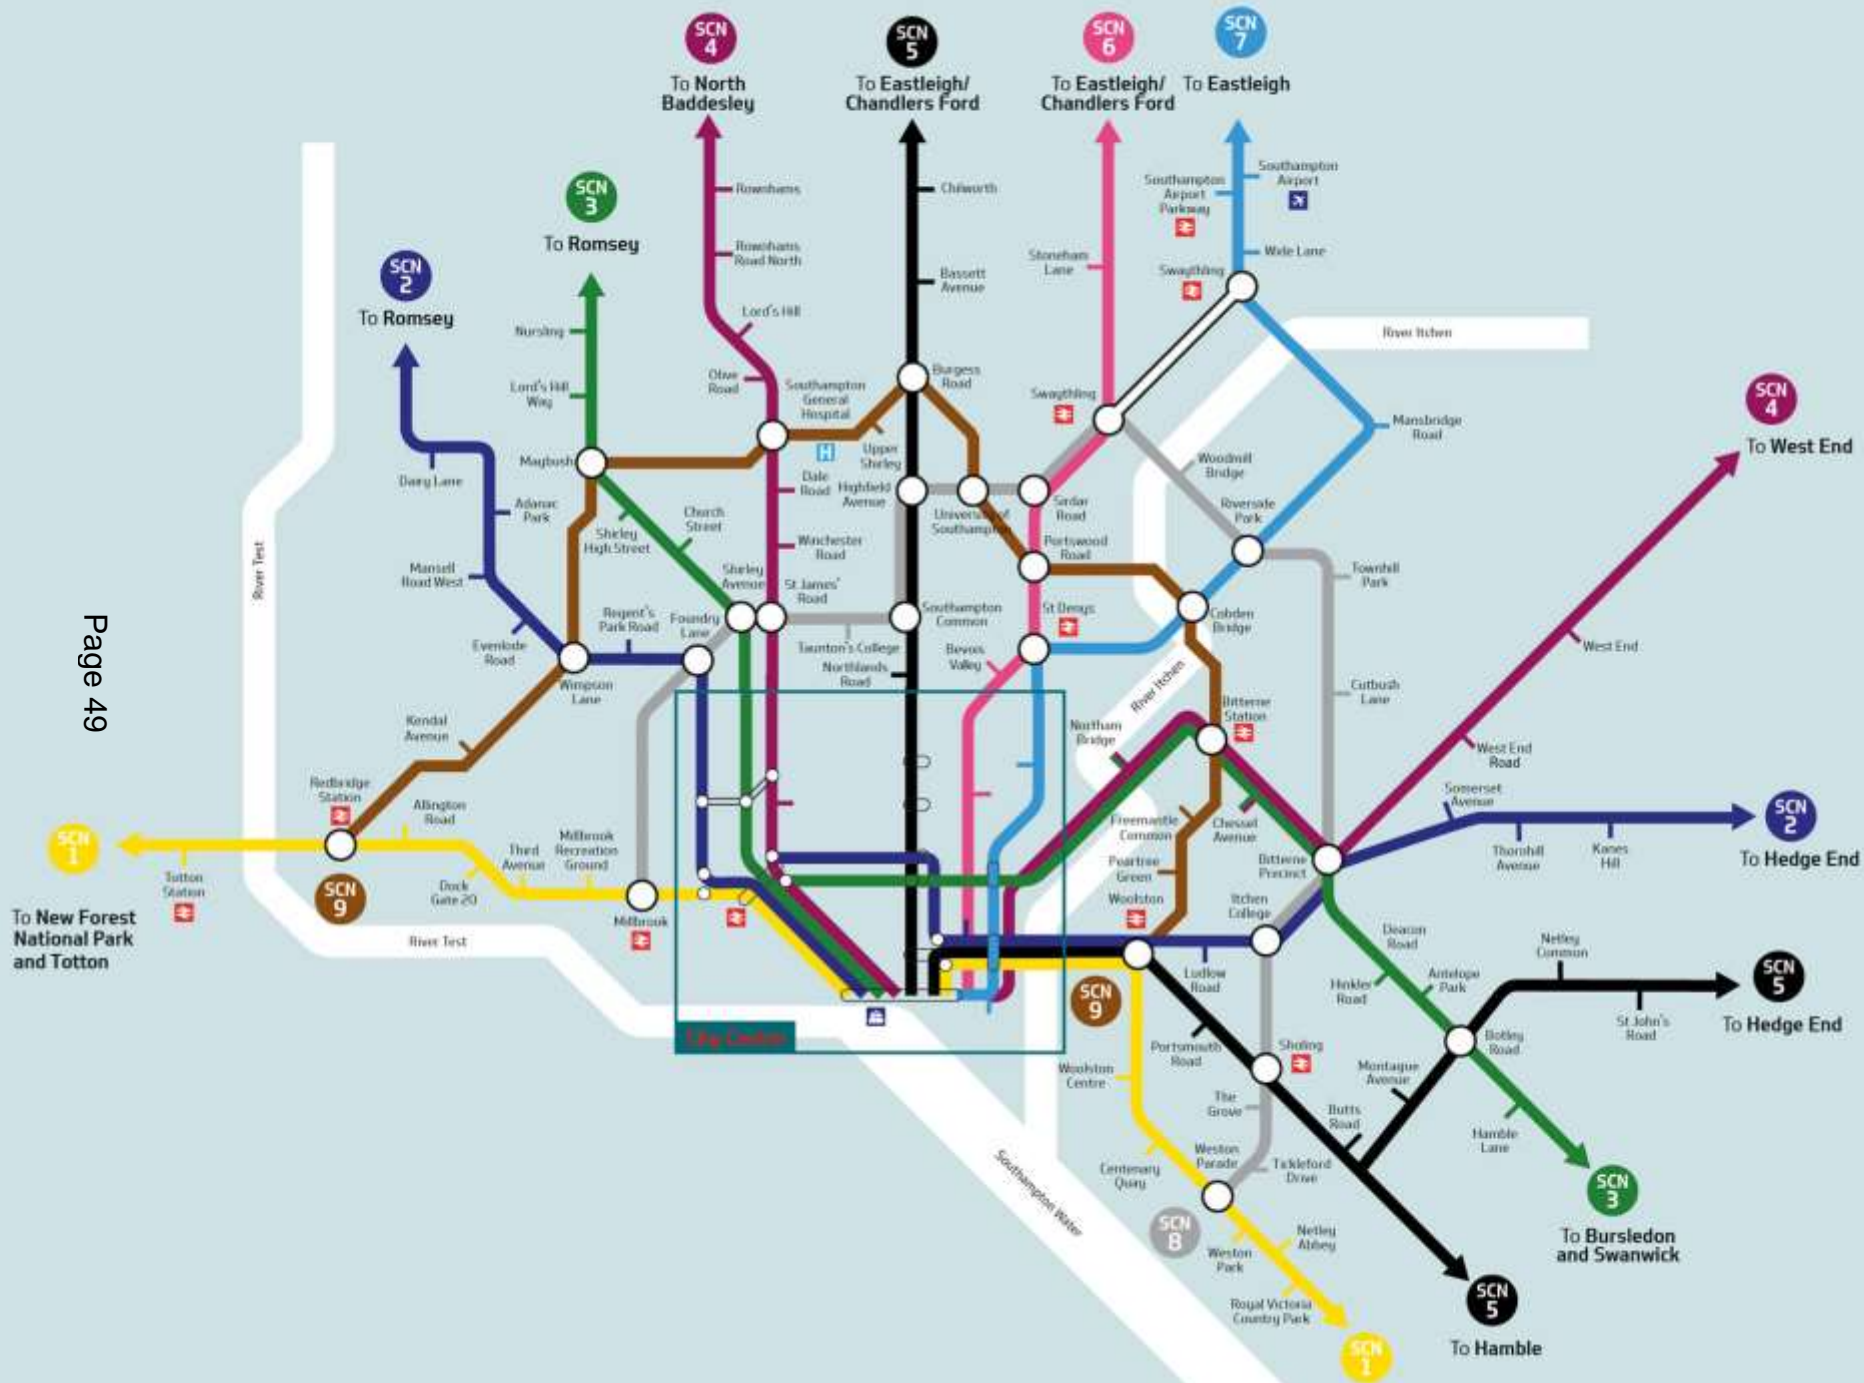 SCN
4
To North
Baddesley
SCN
5
To Eastleigh/
Chandlers Ford
SCN
6
To Eastleigh/
Chandlers Ford
SCN
7
To Eastleigh
SCN
3
To Romsey
SCN
2
To Romsey
Rownhams
Rownhams
Road North
Lord's Hill
Olive
Road
Chilworth
Bassett
Avenue
Burgess
Road
Stoneham
Lane
Southampton
Airport
Parkway
Southampton
Airport
Wide Lane
Swaythling
River Itchen
Swaythling
Mansbridge
Road
SCN
4
To West End
Nursling
Lord's Hill
Way
Maybush
Southampton
General
Hospital
H
Upper
Shirley
Dale
Road
Highfield
Avenue
University of
Southampton
Sirdar
Road
Woodmill
Bridge
Riverside
Park
Dairy Lane
Adanac
Park
Shirley
High Street
Church
Street
Winchester
Road
Portswood
Road
Townhill
Park
River Test
Mansell
Road West
Shirley
Avenue
St James'
Road
Regent's
Park Road
Foundry
Lane
Southampton
Common
St Denys
Cobden
Bridge
Evenlode
Road
Wimpson
Lane
Taunton's College
Northlands
Road
Bevois
Valley
River Itchen
Cutbush
Lane
West End
Page 49
Kendal
Avenue
Northam
Bridge
Bitterne
Station
West End
Road
Redbridge
Station
Allington
Road
Somerset
Avenue
SCN
2
To Hedge End
Thornhill
Avenue
Kanes
Hill
SCN
1
To New Forest
National Park
and Totton
Totton
Station
SCN
9
Dock
Gate 20
Third
Avenue
Millbrook
Recreation
Ground
Millbrook
River Test
Freemantle
Common
Chessel
Avenue
Peartree
Green
Bitterne
Precinct
Woolston
Itchen
College
Ludlow
Road
Deacon
Road
Hinkler
Road
Antelope
Park
Netley
Common
SCN
5
To Hedge End
St John's
Road
City Centre
SCN
9
Portsmouth
Road
Sholing
Botley
Road
Woolston
Centre
The
Grove
Montague
Avenue
Butts
Road
Hamble
Lane
Centenary
Quay
Weston
Parade
Tickleford
Drive
Southampton Water
SCN
8
Weston
Park
Netley
Abbey
Royal Victoria
Country Park
SCN
3
To Bursledon
and Swanwick
SCN
5
To Hamble
SCN
1